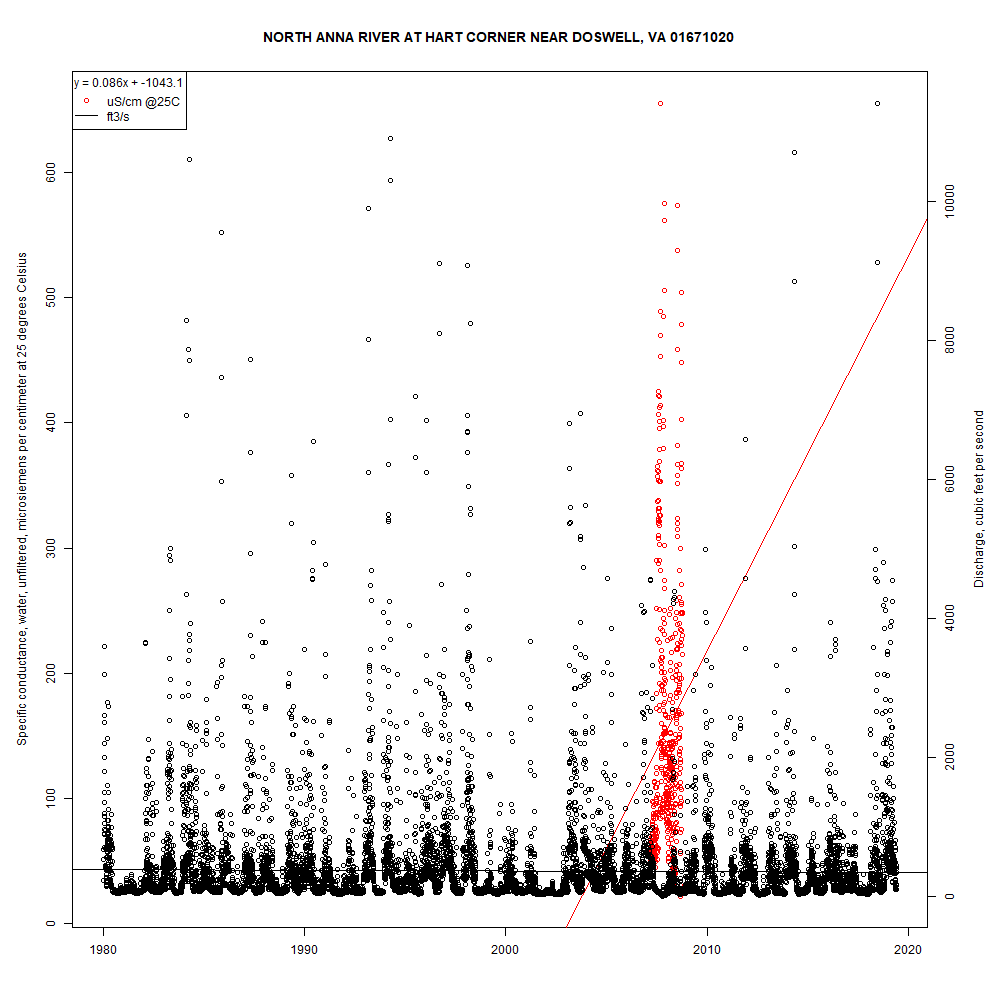 NORTH ANNA RIVER AT HART CORNER NEAR DOSWELL, VA 01671020
y = 0.086x + -1043.1
uS/cm @25C
ft3/s
Specific conductance, water, unfiltered, microsiemens per centimeter at 25 degrees Celsius
600
500
400
300
200
100
0
10000
8000
6000
4000
2000
0
Discharge, cubic feet per second
1980 1990 2000 2010 2020